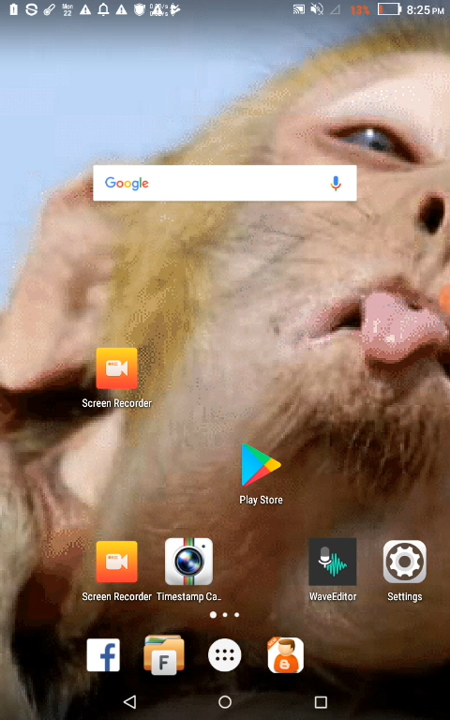 Mon
22
13%
8:25 PM
Google
Screen Recorder
Play Store
Screen Recorder
Timestamp Ca..
WaveEditor
Settings
F